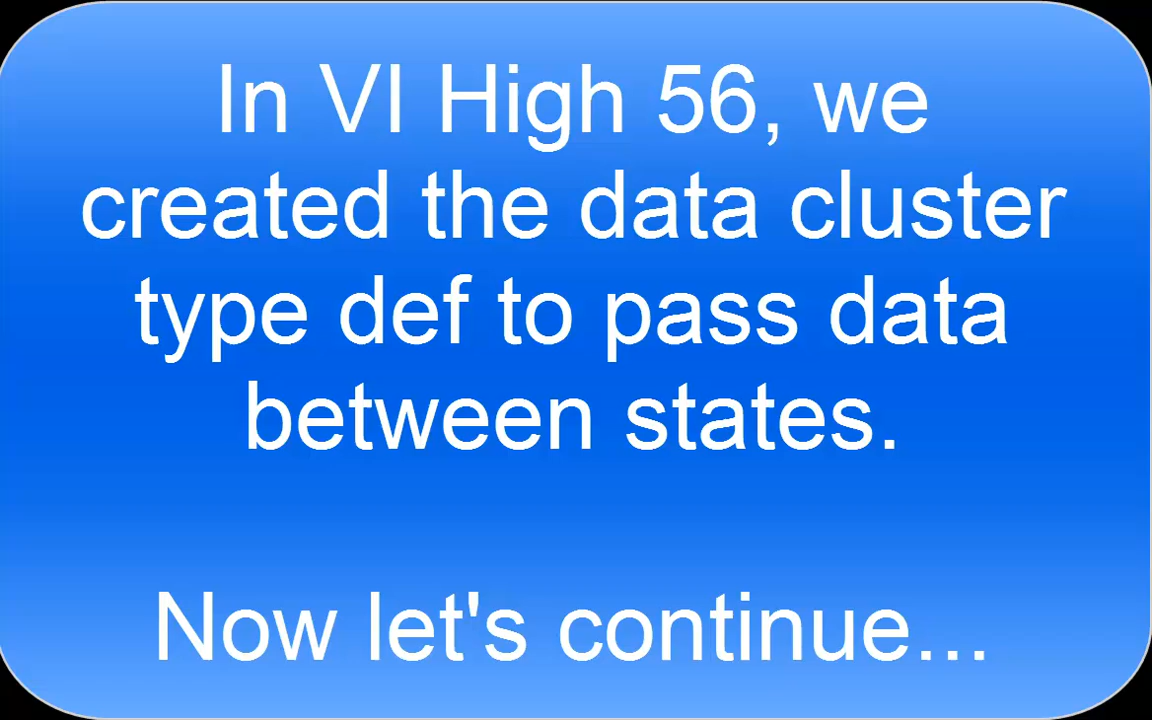 In VI High 56, we
created the data cluster
type def to pass data
between states.
Now let's continue...